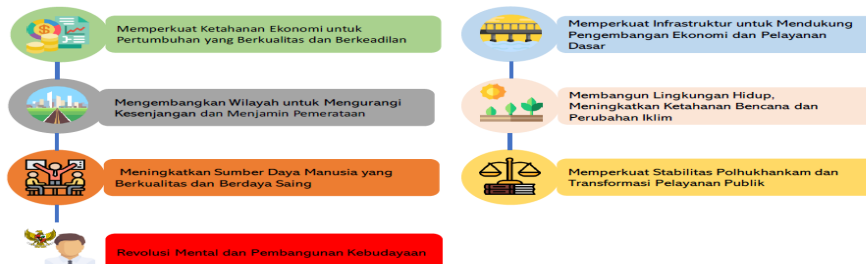 Memperkuat Ketahanan Ekonomi untuk
Pertumbuhan yang Berkualitas dan Berkeadilan
Mengembangkan Wilayah untuk Mengurangi
Kesenjangan dan Menjamin Pemerataan
Meningkatkan Sumber Daya Manusia yang
Berkualitas dan Berdaya Saing
Revolusi Mental dan Pembangunan Kebudayaan
Memperkuat Infrastruktur untuk Mendukung
Pengembangan Ekonomi dan Pelayanan
Dasar
Membangun Lingkungan Hidup,
Meningkatkan Ketahanan Bencana dan
Perubahan Iklim
Memperkuat Stabilitas Polhukhankam dan
Transformasi Pelayanan Publik